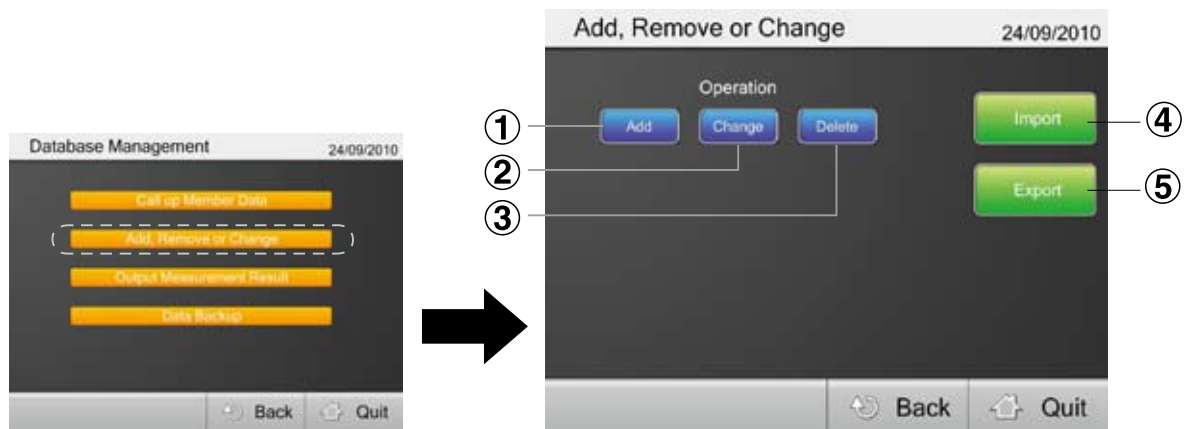 Database Management 24/09/2010
Call up Member Data
Add, Remove or Change
Output Measurement Result
Data Backup
Back Quit
Add, Remove or Change 24/09/2010
Operation
① Add Change Delete Import ④
②
③ Export ⑤
Back Quit